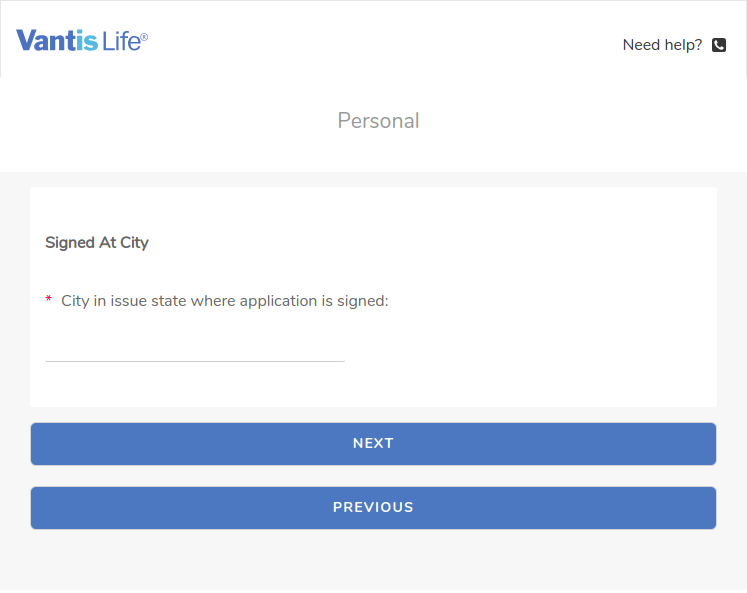 Vantis Life®
Need help?
Personal
Signed At City
* City in issue state where application is signed:
NEXT
PREVIOUS